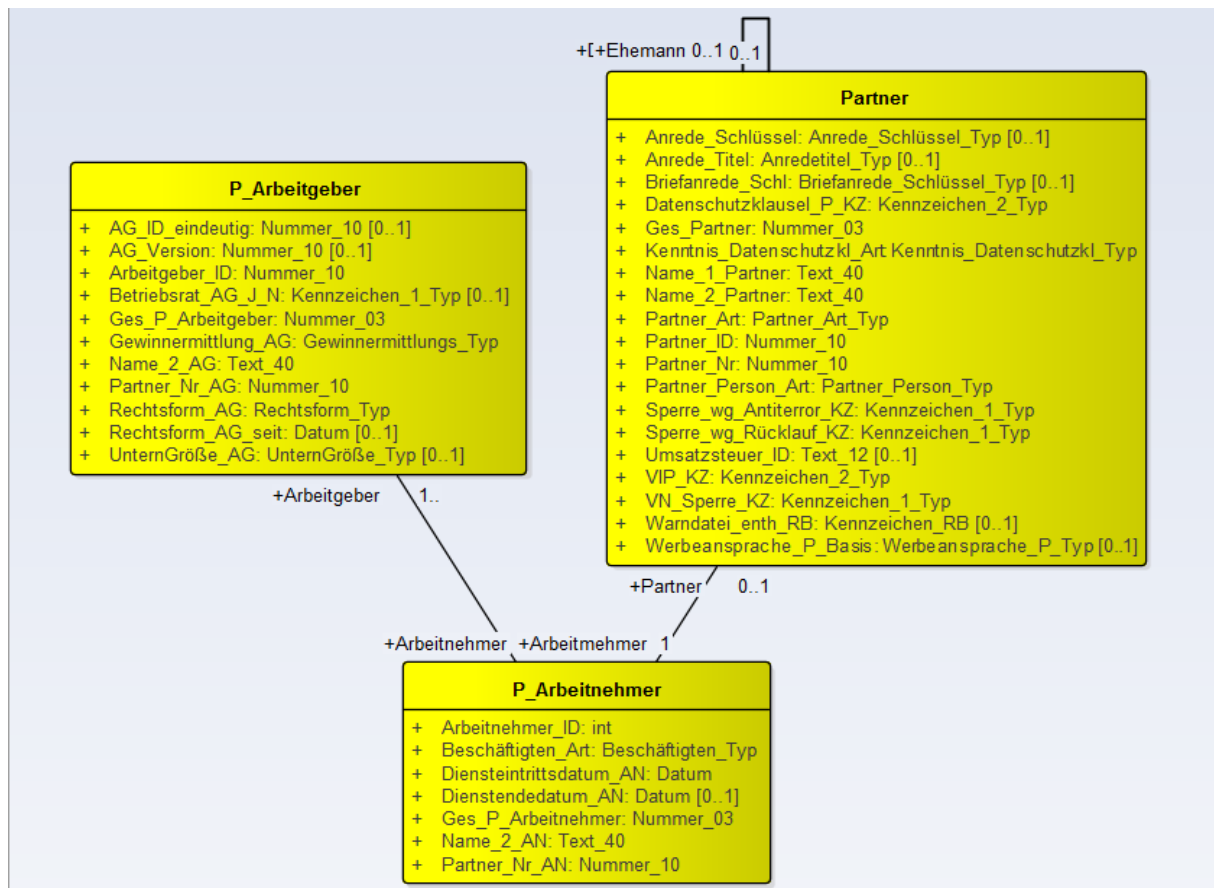 +[+Ehemann 0..1 0..1
Partner
+ Anrede_Schlüssel: Anrede_Schlüssel_Typ [0..1]
+ Anrede_Titel: Anredetitel_Typ [0..1]
+ Briefanrede_Schl: Briefanrede_Schlüssel_Typ [0..1]
+ Datenschutzklausel_P_KZ: Kennzeichen_2_Typ
+ Ges_Partner: Nummer_03
+ Kenntnis_Datenschutzkl_Art: Kenntnis_Datenschutzkl_Typ
+ Name_1_Partner: Text_40
+ Name_2_Partner: Text_40
+ Partner_Art: Partner_Art_Typ
+ Partner_ID: Nummer_10
+ Partner_Nr: Nummer_10
+ Partner_Person_Art: Partner_Person_Typ
+ Sperre_wg_Antiterror_KZ: Kennzeichen_1_Typ
+ Sperre_wg_Rücklauf_KZ: Kennzeichen_1_Typ
+ Umsatzsteuer_ID: Text_12 [0..1]
+ VIP_KZ: Kennzeichen_2_Typ
+ VN_Sperre_KZ: Kennzeichen_1_Typ
+ Warndatei_enth_RB: Kennzeichen_RB [0..1]
+ Werbeansprache_P_Basis: Werbeansprache_P_Typ [0..1]
P_Arbeitgeber
+ AG_ID_eindeutig: Nummer_10 [0..1]
+ AG_Version: Nummer_10 [0..1]
+ Arbeitgeber_ID: Nummer_10
+ Betriebsrat_AG_J_N: Kennzeichen_1_Typ [0..1]
+ Ges_P_Arbeitgeber: Nummer_03
+ Gewinnermittlung_AG: Gewinnermittlungs_Typ
+ Name_2_AG: Text_40
+ Partner_Nr_AG: Nummer_10
+ Rechtsform_AG: Rechtsform_Typ
+ Rechtsform_AG_seit: Datum [0..1]
+ UnternGröße_AG: UnternGröße_Typ [0..1]
+Arbeitgeber 1..
+Partner 0..1
+Arbeitnehmer +Arbeitmehmer 1
P_Arbeitnehmer
+ Arbeitnehmer_ID: int
+ Beschäftigten_Art: Beschäftigten_Typ
+ Diensteintrittsdatum_AN: Datum
+ Dienstendedatum_AN: Datum [0..1]
+ Ges_P_Arbeitnehmer: Nummer_03
+ Name_2_AN: Text_40
+ Partner_Nr_AN: Nummer_10